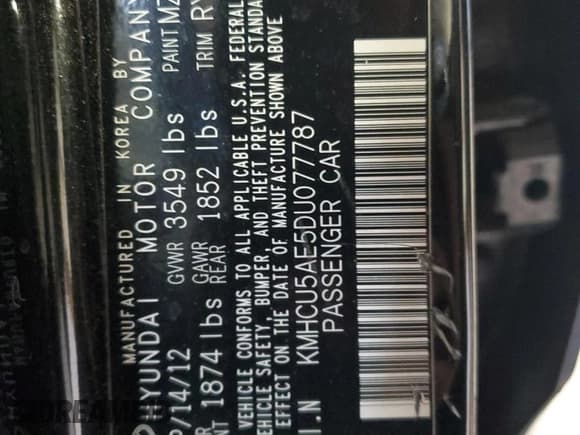 MANUFACTURED IN KOREA BY
HYUNDAI MOTOR COMPANY
/14/12 GVWR 3549 lbs PAINT MZ
1874 lbs GAWR REAR 1852 lbs TRIM RY
VEHICLE CONFORMS TO ALL APPLICABLE U.S.A. FEDERAL
VEHICLE SAFETY, BUMPER, AND THEFT PREVENTION STANDA
EFFECT ON THE DATE OF MANUFACTURE SHOWN ABOVE
I.N KMHCU5AE5DU077787
PASSENGER CAR